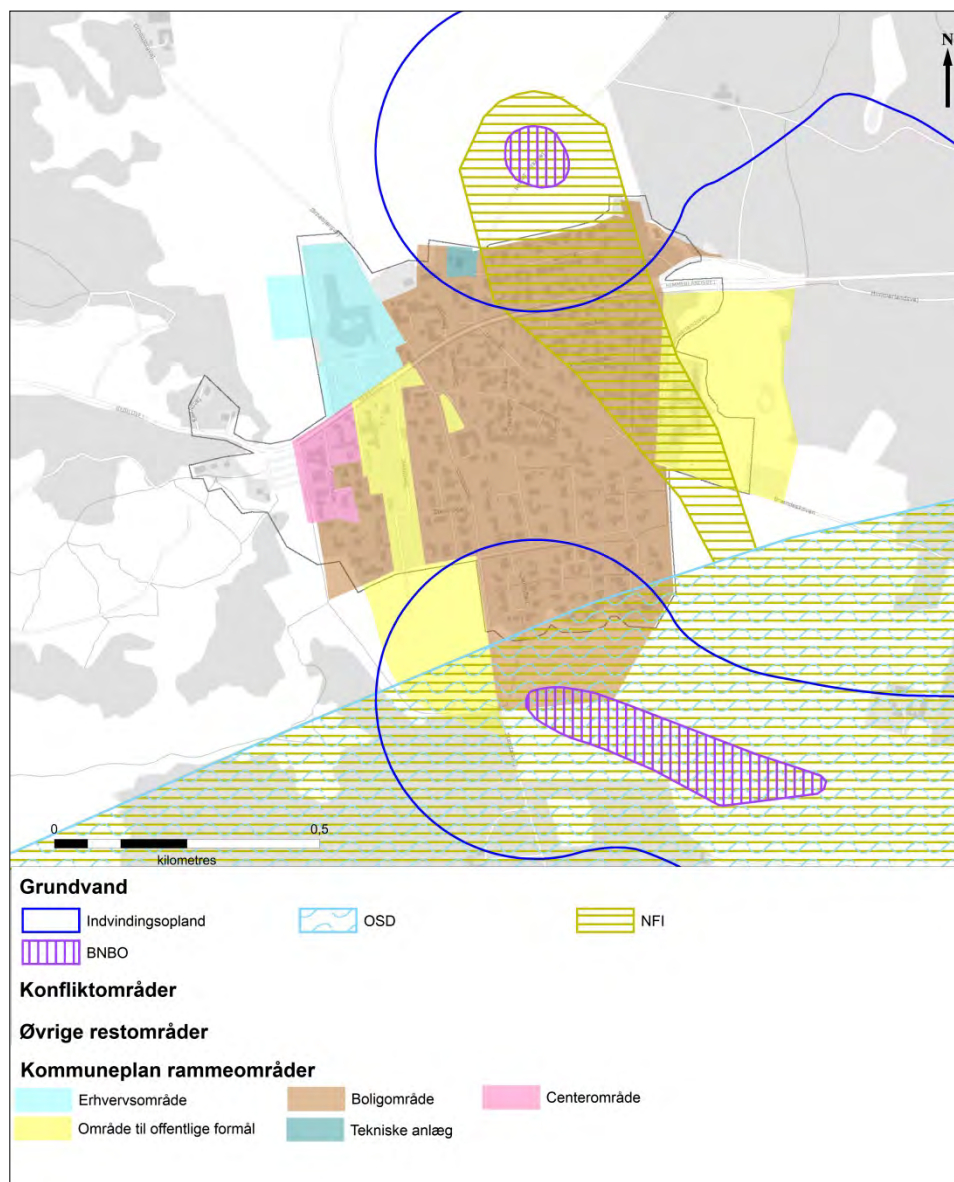 N
0
0,5
kilometres
Grundvand
Indvindingsopland
OSD
NFI
BNBO
Konfliktområder
Øvrige restområder
Kommuneplan rammeområder
Erhvervsområde
Boligområde
Centerområde
Område til offentlige formål
Tekniske anlæg